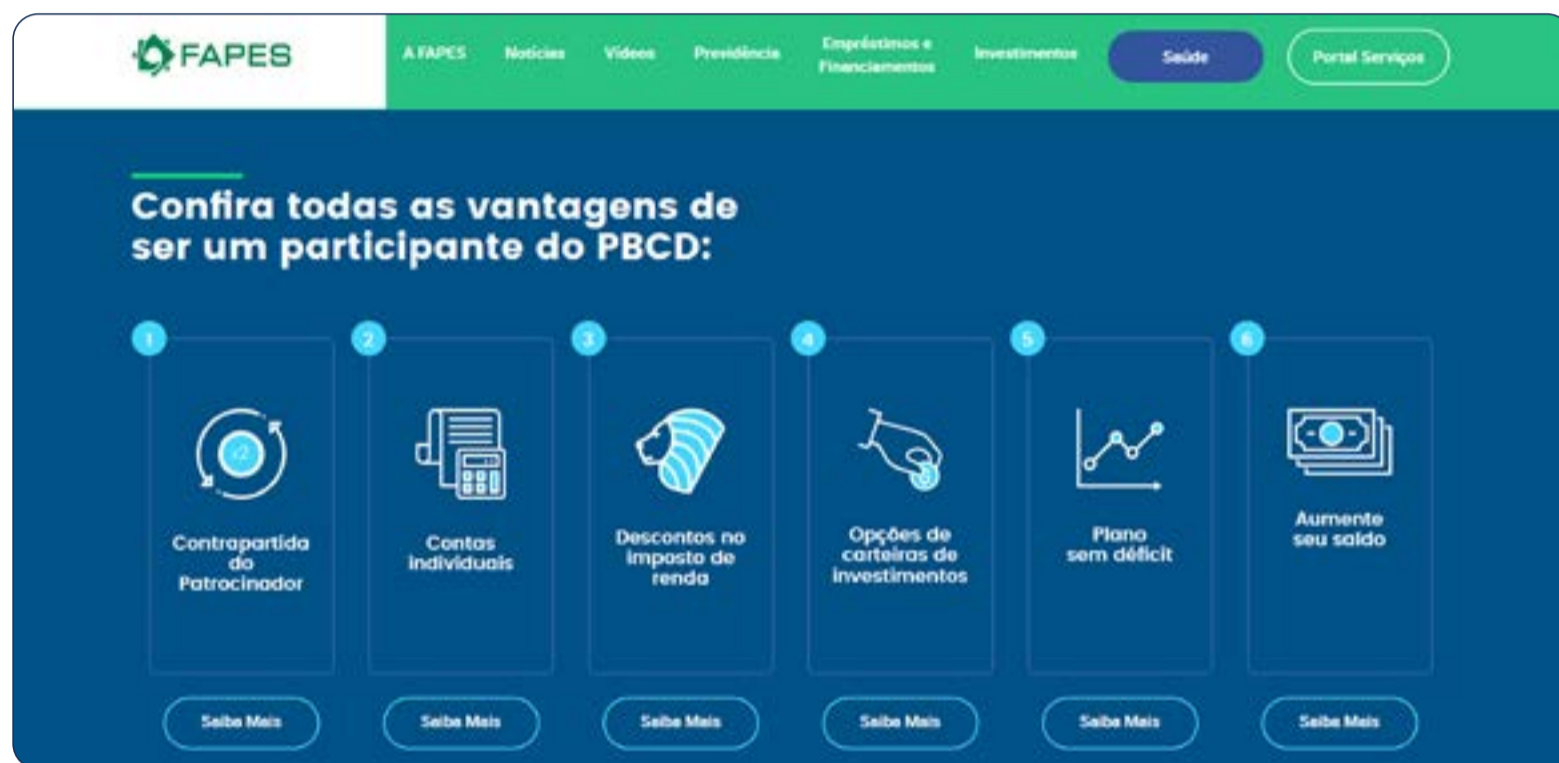 FAPES
A FAPES
Notícias
Vídeos
Previdência
Empréstimos e
Financiamentos
Investimentos
Saúde
Portal Serviços
Confira todas as vantagens de
ser um participante do PBCD:
1
2
3
4
5
6
x2
Contrapartida
do
Patrocinador
Contas
individuais
Descontos no
imposto de
renda
Opções de
carteiras de
investimentos
Plano
sem déficit
Aumente
seu saldo
Saiba Mais
Saiba Mais
Saiba Mais
Saiba Mais
Saiba Mais
Saiba Mais